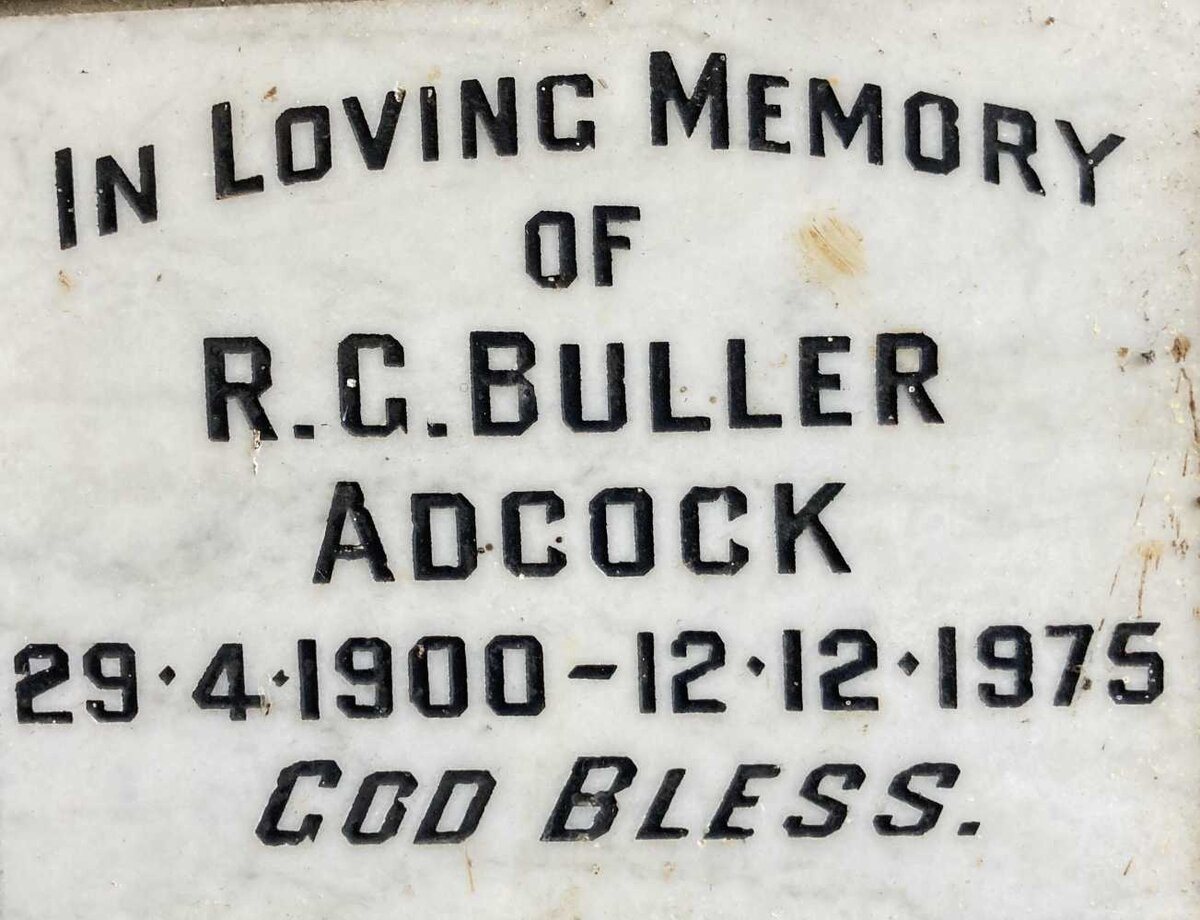 IN LOVING MEMORY
OF
R.G.BULLER
ADCOCK
29·4·1900-12·12·1975
GOD BLESS.